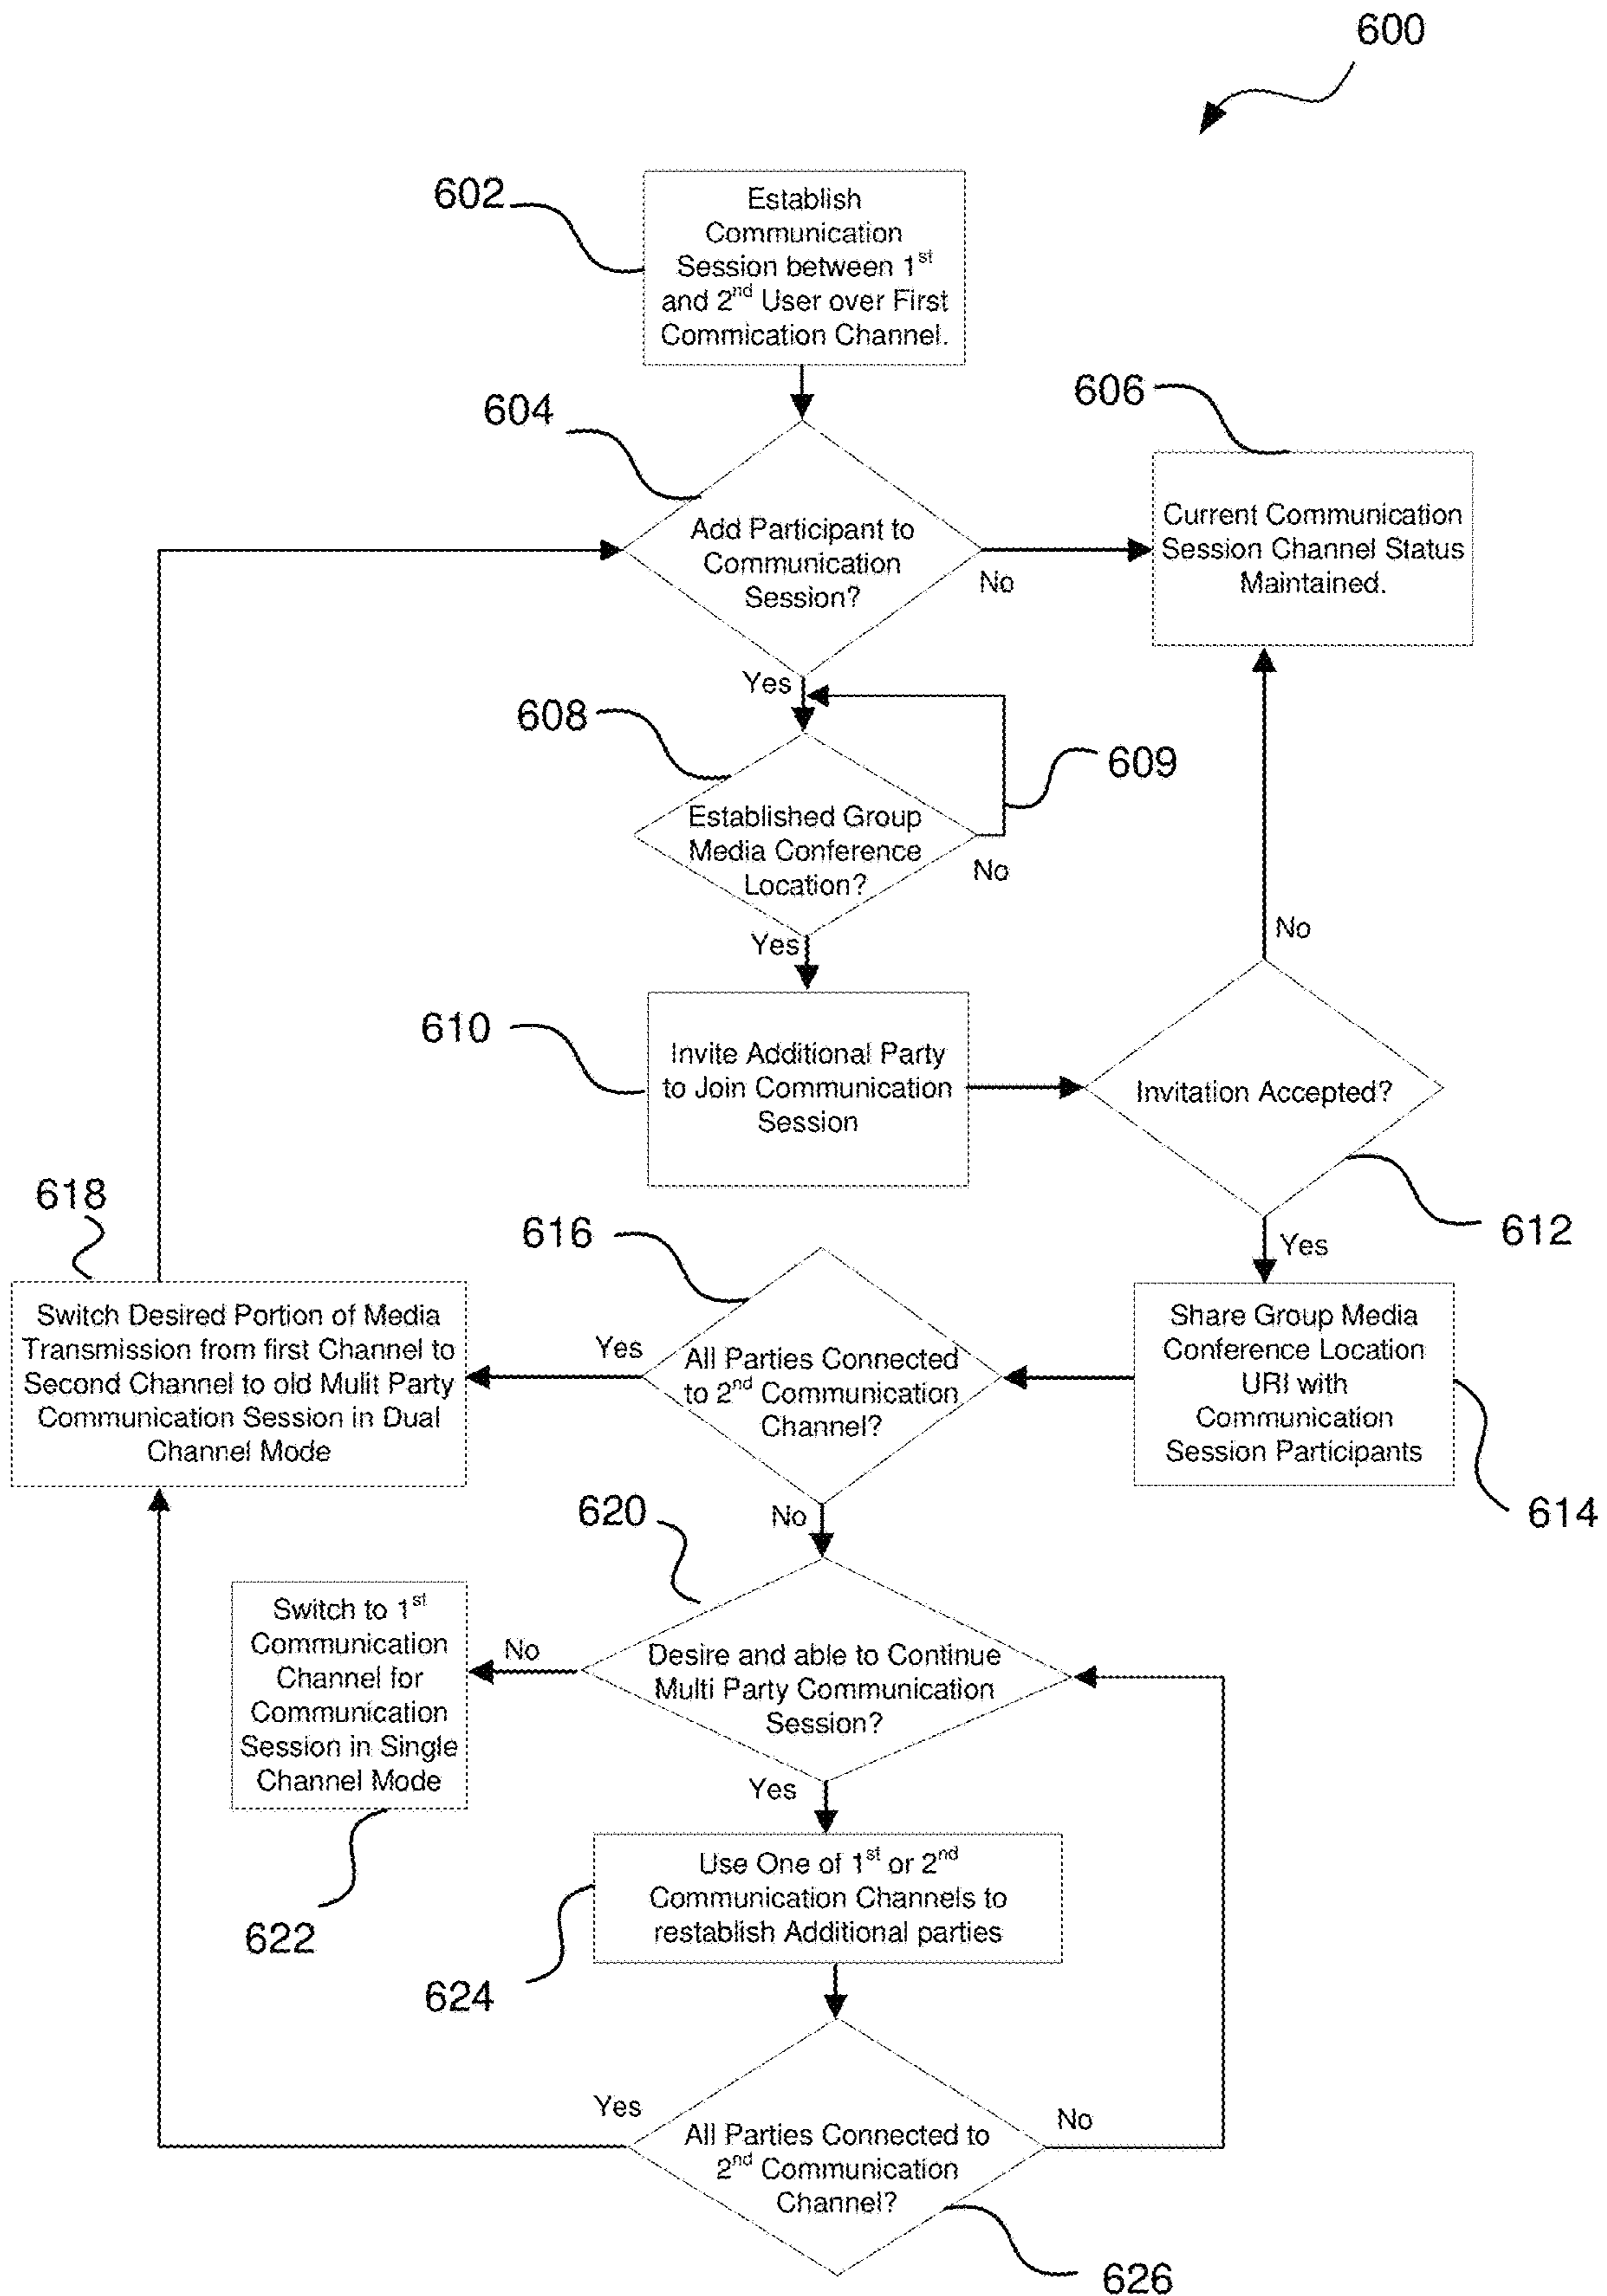 600
602
Establish
Communication
Session between 1st
and 2nd User over First
Commication Channel.
604
606
Add Participant to
Communication
Session?
No
Current Communication
Session Channel Status
Maintained.
Yes
608
609
Established Group
Media Conference
Location?
No
Yes
No
610
Invite Additional Party
to Join Communication
Session
Invitation Accepted?
612
Yes
618
616
Switch Desired Portion of Media
Transmission from first Channel to
Second Channel to old Mulit Party
Communication Session in Dual
Channel Mode
Yes
All Parties Connected
to 2nd Communication
Channel?
Share Group Media
Conference Location
URI with
Communication
Session Participants
614
No
620
Switch to 1st
Communication
Channel for
Communication
Session in Single
Channel Mode
No
Desire and able to Continue
Multi Party Communication
Session?
Yes
622
Use One of 1st or 2nd
Communication Channels to
restablish Additional parties
624
Yes
All Parties Connected to
2nd Communication
Channel?
No
626